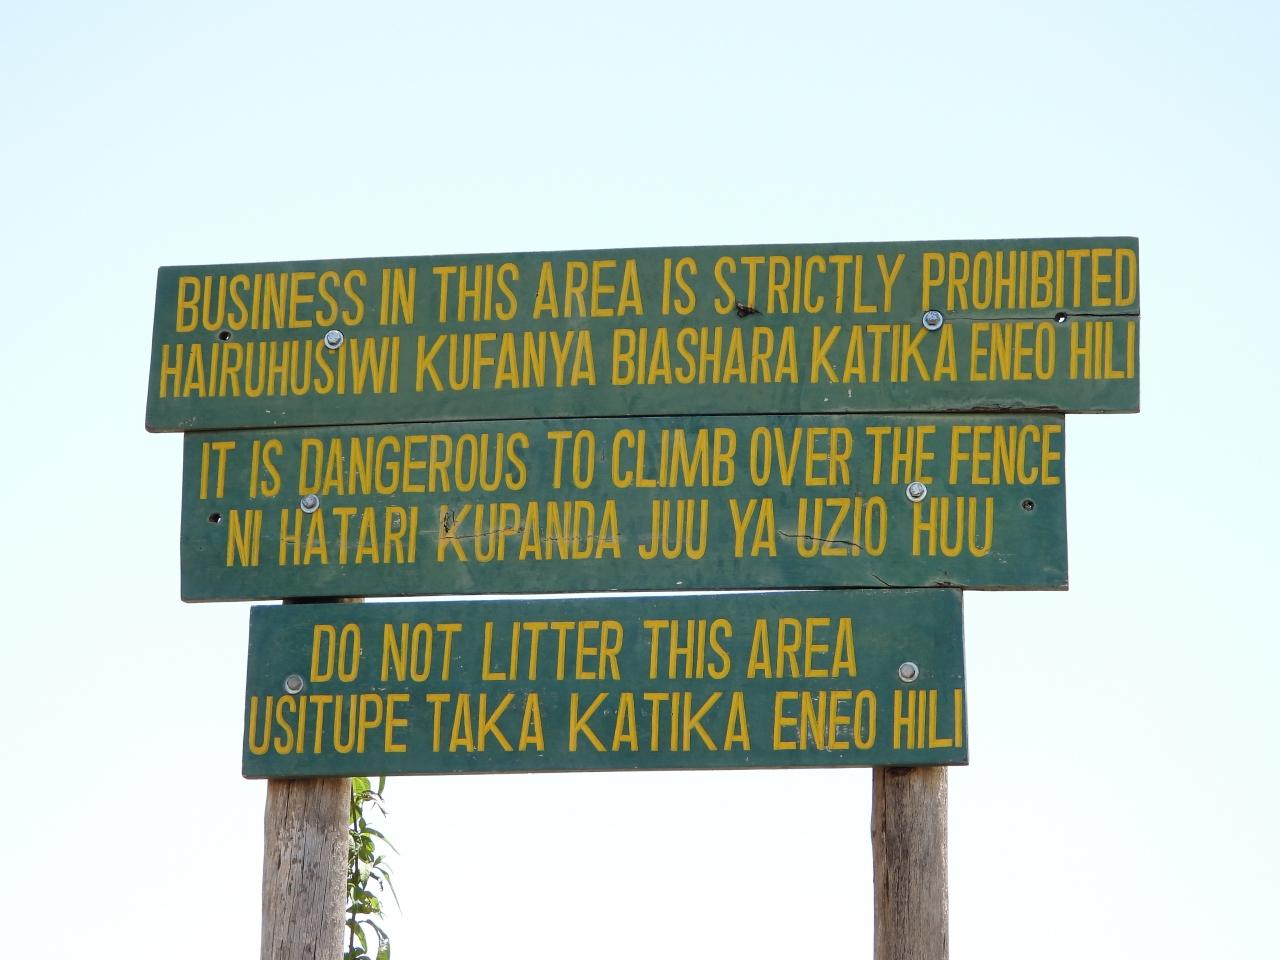 BUSINESS IN THIS AREA IS STRICTLY PROHIBITED
HAIRUHUSIWI KUFANYA BIASHARA KATIKA ENEO HILI
IT IS DANGEROUS TO CLIMB OVER THE FENCE
NI HATARI KUPANDA JUU YA UZIO HUU
DO NOT LITTER THIS AREA
USITUPE TAKA KATIKA ENEO HILI